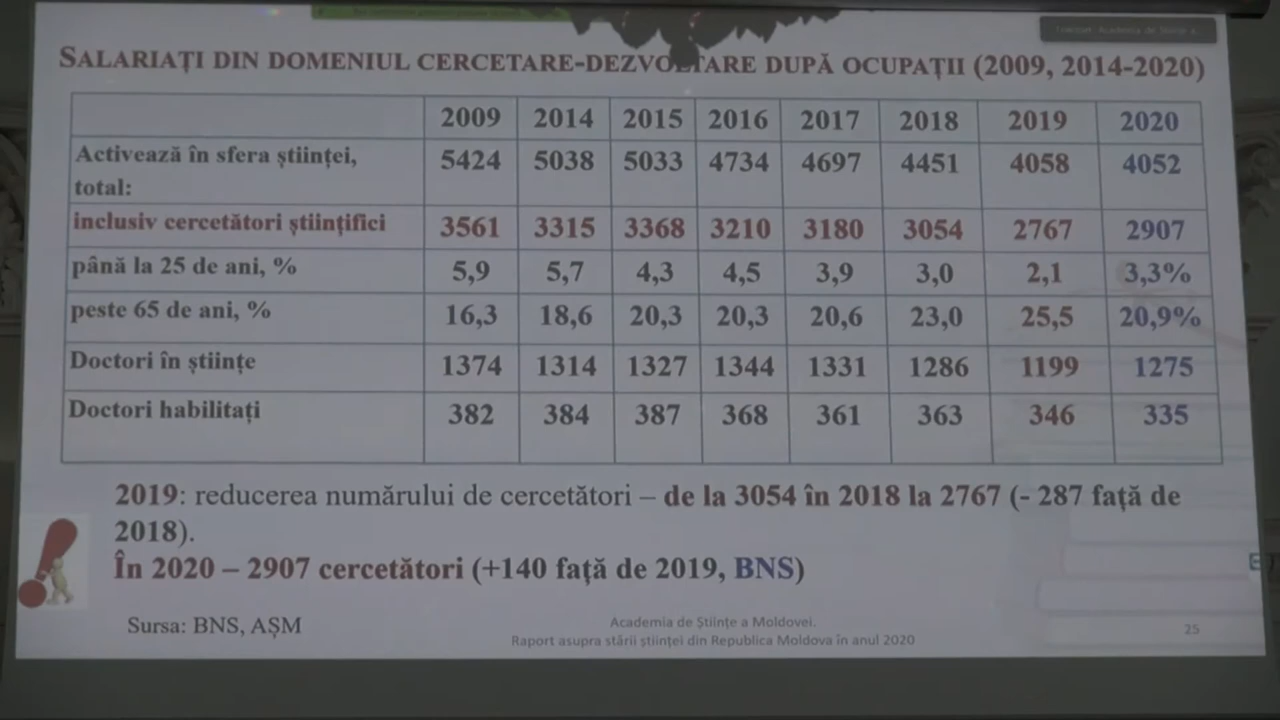 SALARIAȚI DIN DOMENIUL CERCETARE-DEZVOLTARE DUPĂ OCUPAȚII (2009, 2014-2020)
2009 2014 2015 2016 2017 2018 2019 2020
Activează în sfera științei, total: 5424 5038 5033 4734 4697 4451 4058 4052
inclusiv cercetători științifici 3561 3315 3368 3210 3180 3054 2767 2907
până la 25 de ani, % 5,9 5,7 4,3 4,5 3,9 3,0 2,1 3,3%
peste 65 de ani, % 16,3 18,6 20,3 20,3 20,6 23,0 25,5 20,9%
Doctori în științe 1374 1314 1327 1344 1331 1286 1199 1275
Doctori habilitați 382 384 387 368 361 363 346 335
2019: reducerea numărului de cercetători – de la 3054 în 2018 la 2767 (- 287 față de
2018).
În 2020 – 2907 cercetători (+140 față de 2019, BNS)
Sursa: BNS, AȘM
Academia de Științe a Moldovei.
Raport asupra stării științei din Republica Moldova în anul 2020
25